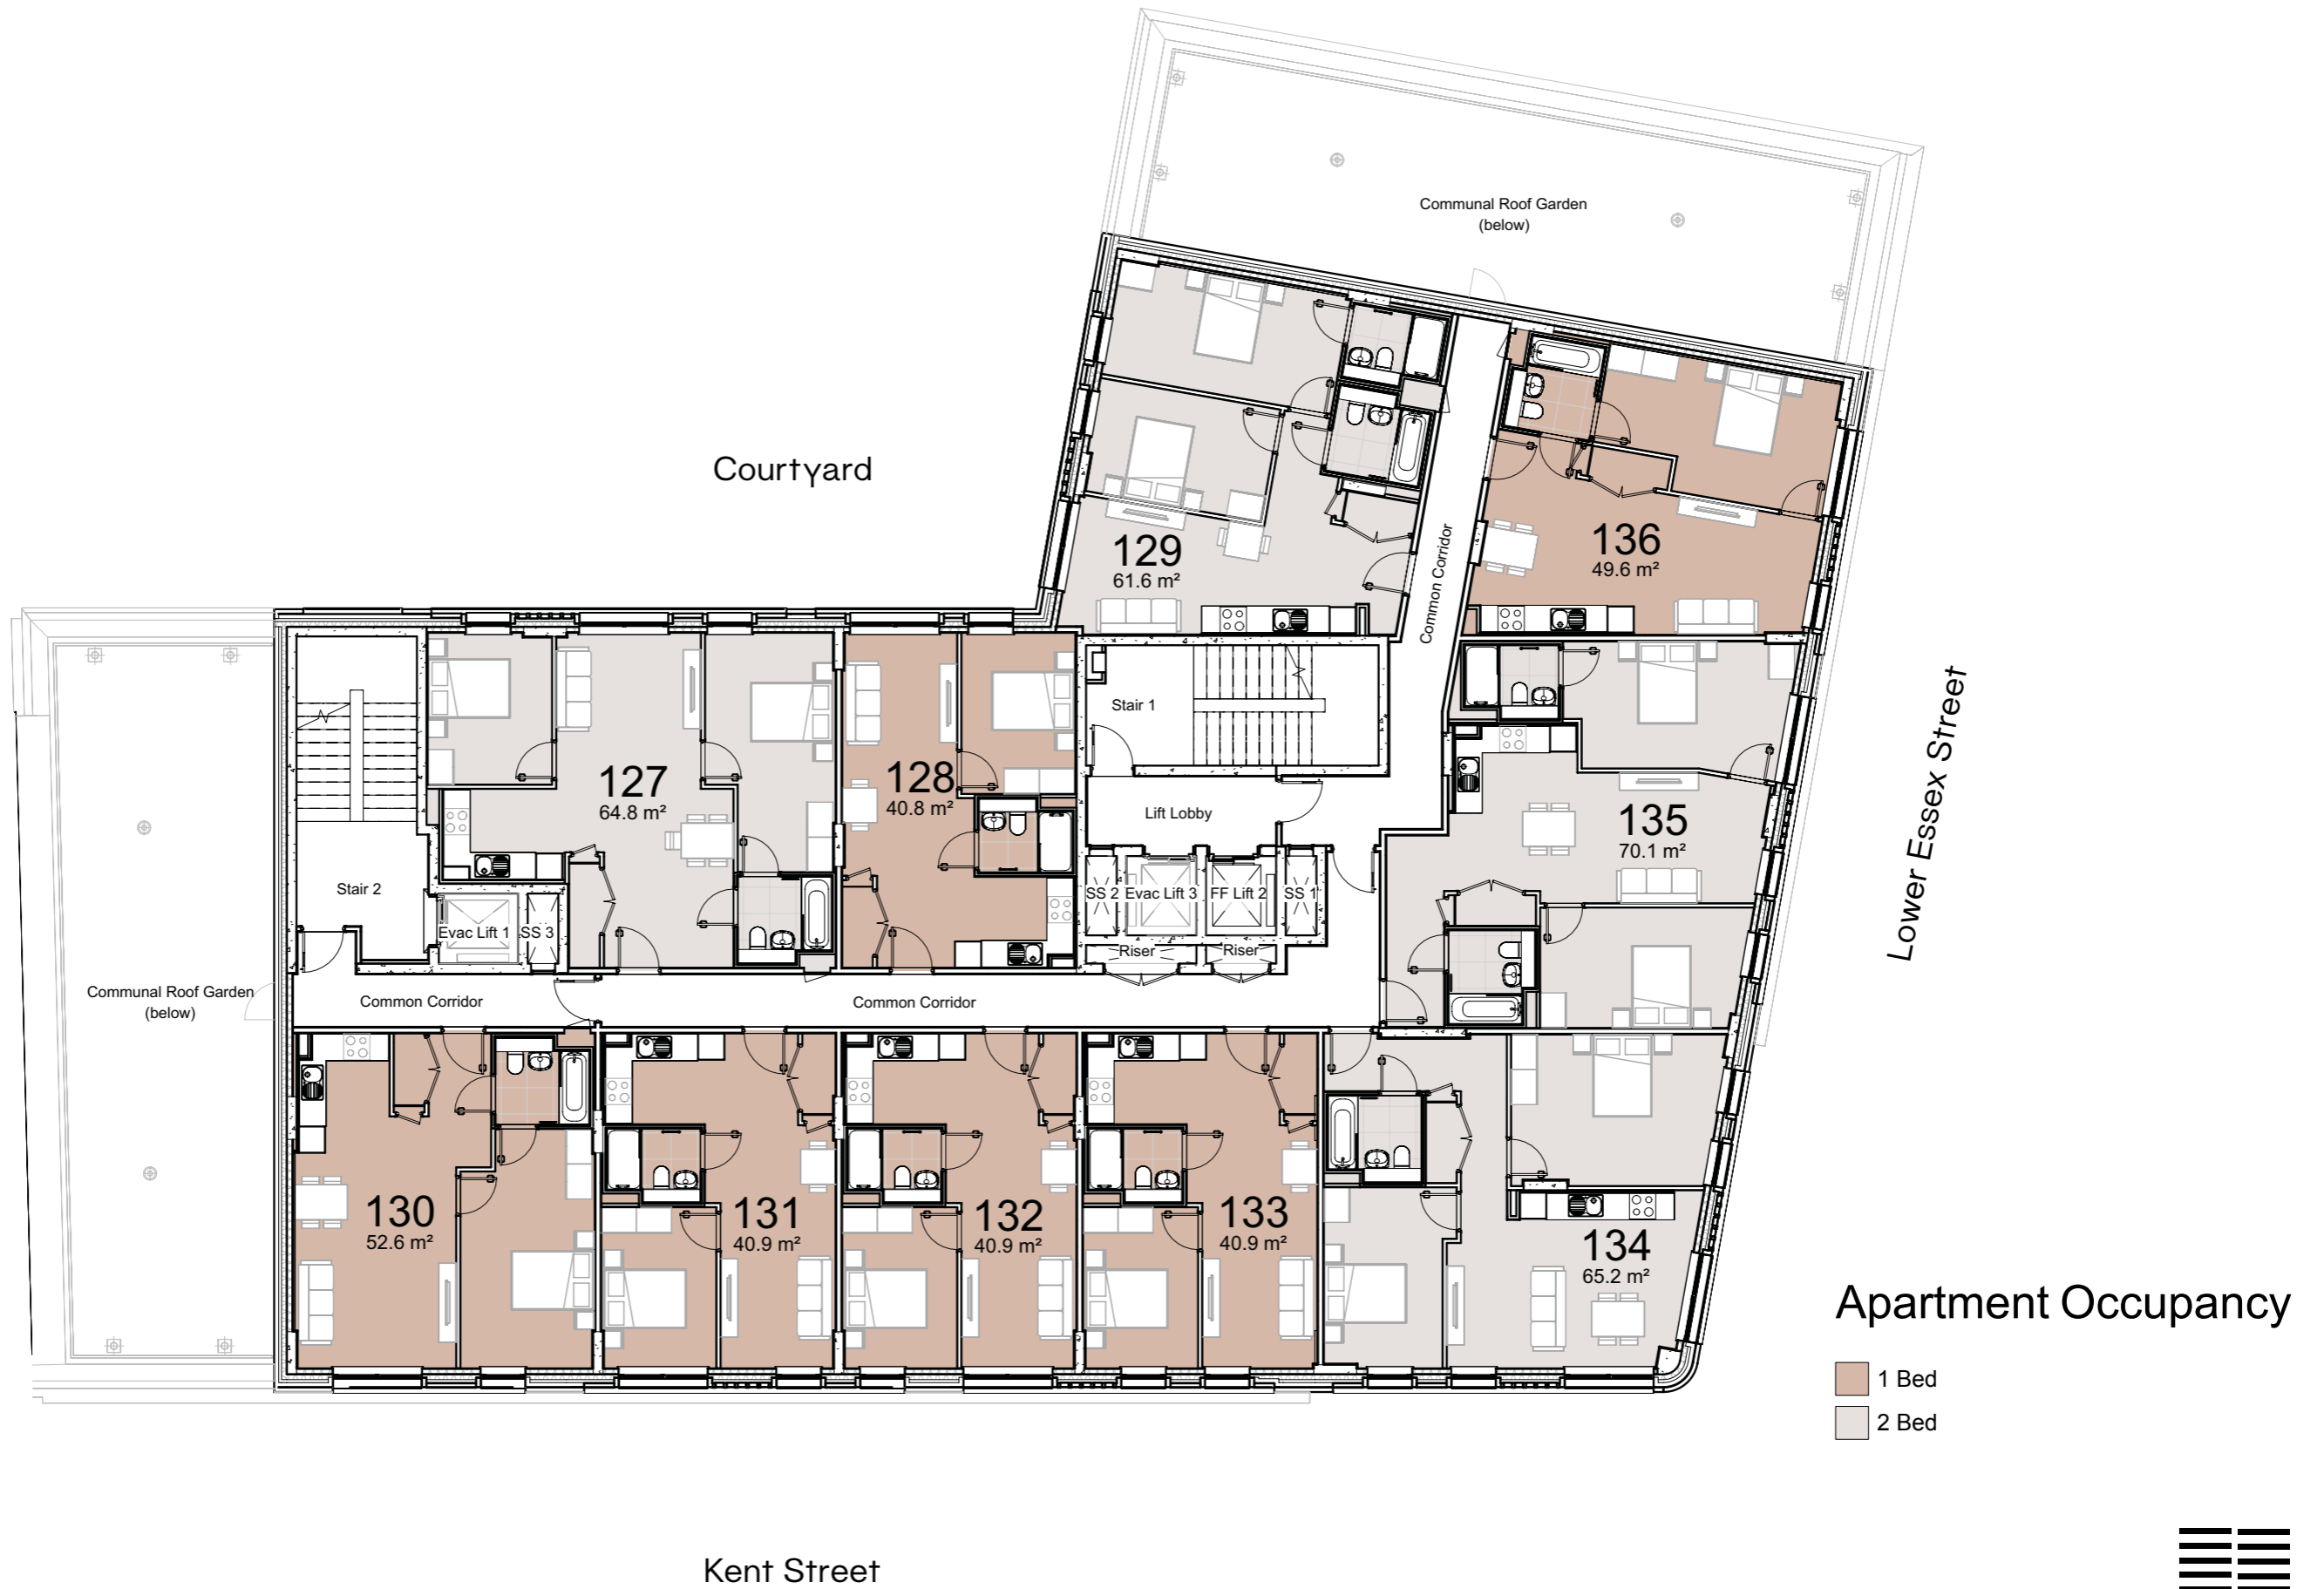 Communal Roof Garden
(below)
Courtyard
129
61.6 m²
136
49.6 m²
Common Corridor
Stair 1
127
64.8 m²
128
40.8 m²
Lift Lobby
135
70.1 m²
Lower Essex Street
Stair 2
Evac Lift 1
SS 3
SS 2
Evac Lift 3
FF Lift 2
SS 1
Riser
Riser
Communal Roof Garden
(below)
Common Corridor
Common Corridor
130
52.6 m²
131
40.9 m²
132
40.9 m²
133
40.9 m²
134
65.2 m²
Apartment Occupancy
1 Bed
2 Bed
Kent Street